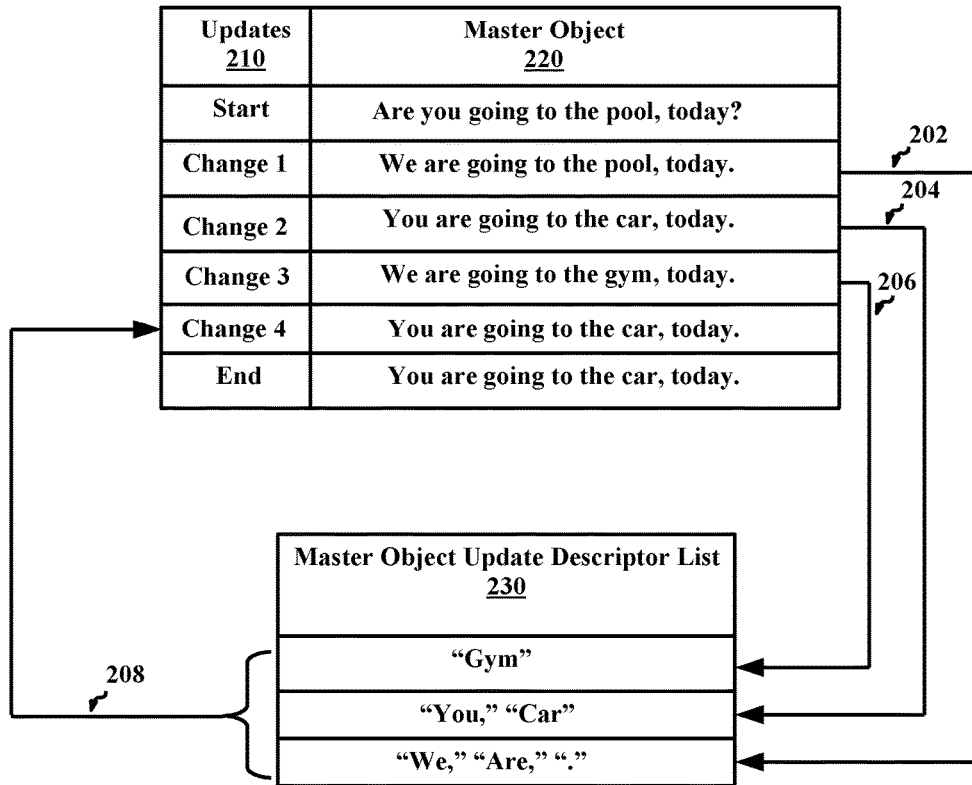 Updates Master Object
210 220
Start Are you going to the pool, today?
Change 1 We are going to the pool, today.
202
204
Change 2 You are going to the car, today.
Change 3 We are going to the gym, today.
206
Change 4 You are going to the car, today.
End You are going to the car, today.
Master Object Update Descriptor List
230
“Gym”
208
“You,” “Car”
“We,” “Are,” “.”